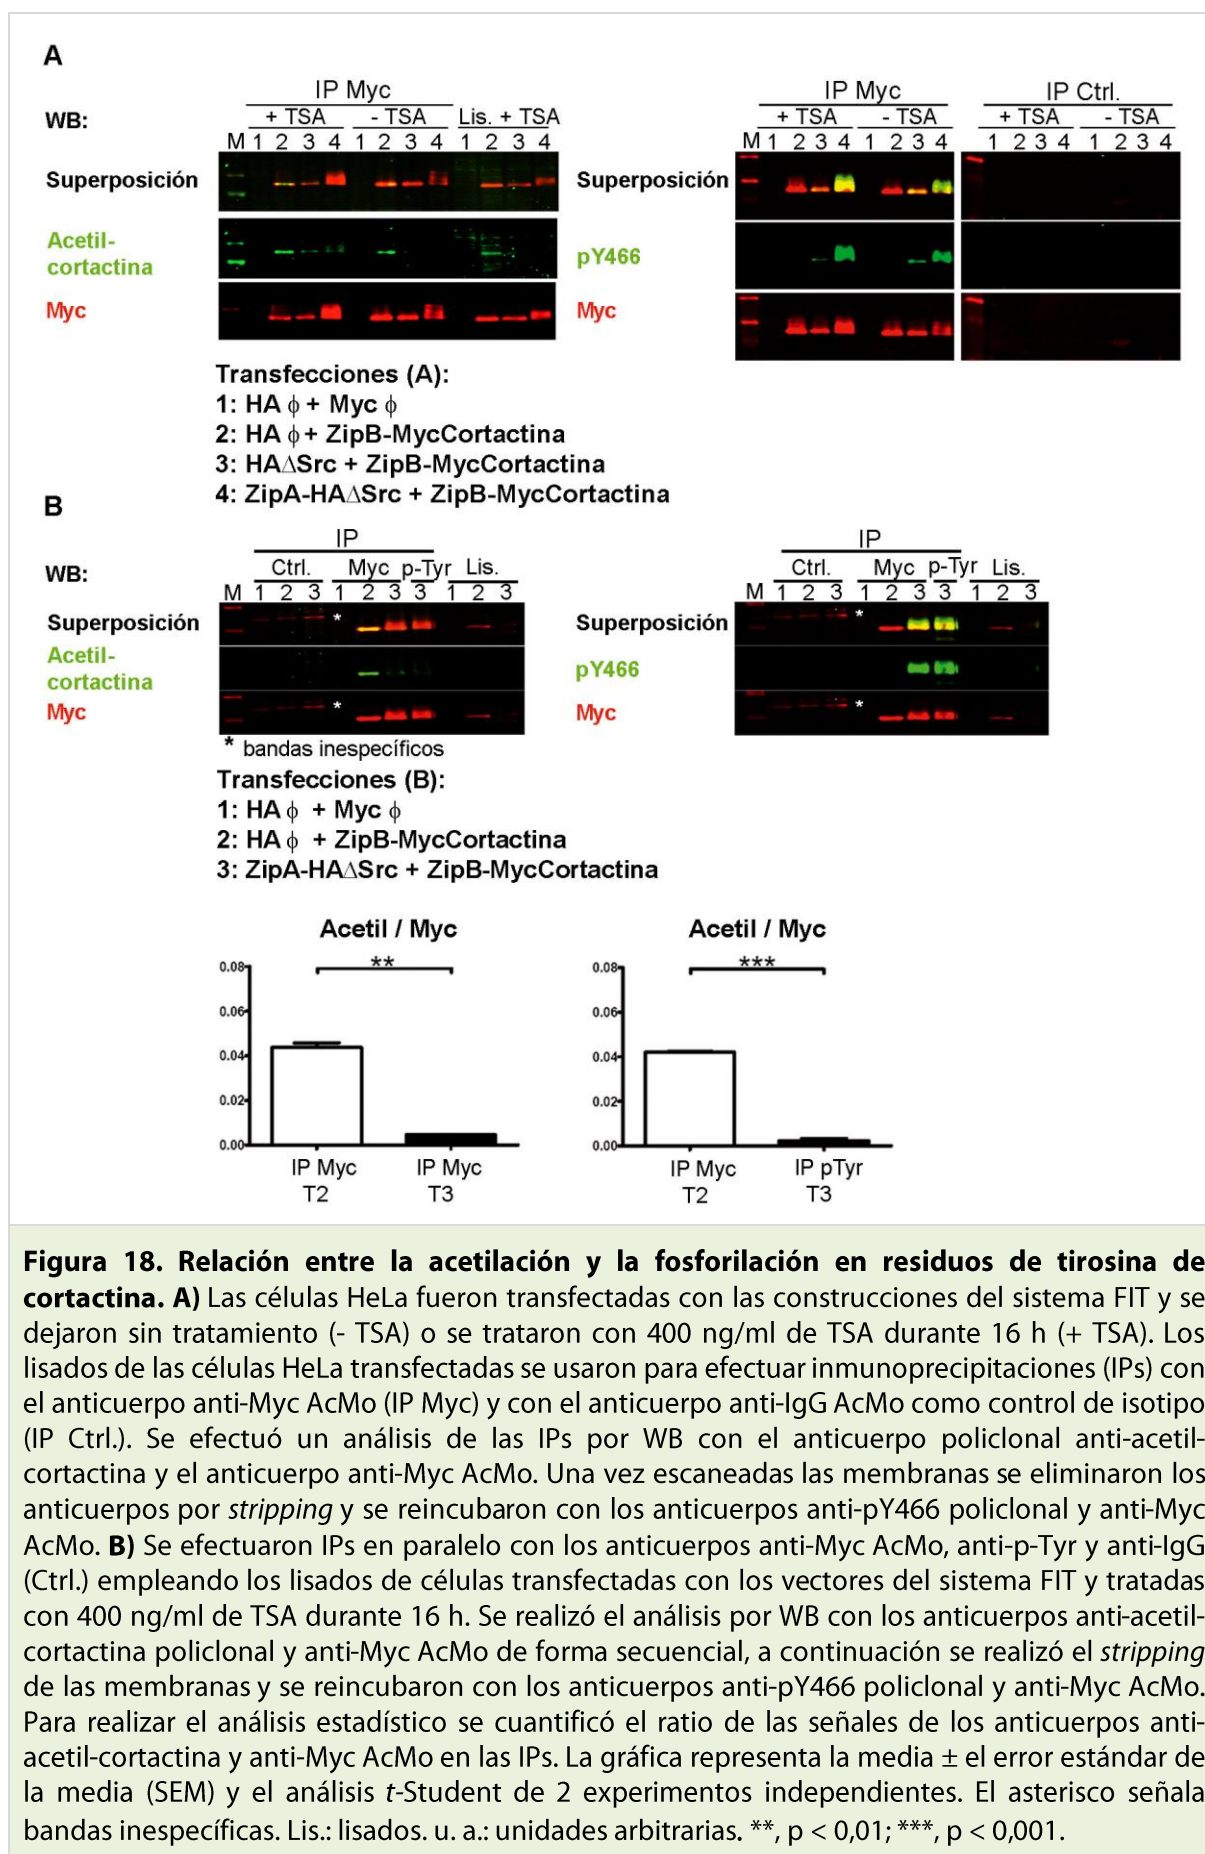 A
IP Myc
WB: + TSA - TSA Lis. + TSA
M 1 2 3 4 1 2 3 4 1 2 3 4
Superposición
Acetil-
cortactina
Myc
IP Myc IP Ctrl.
+ TSA - TSA + TSA - TSA
M 1 2 3 4 1 2 3 4 1 2 3 4 1 2 3 4
Superposición
pY466
Myc
Transfecciones (A):
1: HA ϕ + Myc ϕ
2: HA ϕ + ZipB-MycCortactina
3: HA∆Src + ZipB-MycCortactina
4: ZipA-HA∆Src + ZipB-MycCortactina
B
IP
WB: Ctrl. Myc p-Tyr Lis.
M 1 2 3 1 2 3 3 1 2 3
Superposición *
Acetil-
cortactina
Myc *
* bandas inespecíficos
IP
Ctrl. Myc p-Tyr Lis.
M 1 2 3 1 2 3 3 1 2 3
Superposición *
pY466
Myc *
Transfecciones (B):
1: HA ϕ + Myc ϕ
2: HA ϕ + ZipB-MycCortactina
3: ZipA-HA∆Src + ZipB-MycCortactina
Acetil / Myc
**
0.08
0.06
0.04
0.02
0.00
IP Myc IP Myc
T2 T3
Acetil / Myc
***
0.08
0.06
0.04
0.02
0.00
IP Myc IP pTyr
T2 T3
Figura 18. Relación entre la acetilación y la fosforilación en residuos de tirosina de
cortactina. A) Las células HeLa fueron transfectadas con las construcciones del sistema FIT y se
dejaron sin tratamiento (- TSA) o se trataron con 400 ng/ml de TSA durante 16 h (+ TSA). Los
lisados de las células HeLa transfectadas se usaron para efectuar inmunoprecipitaciones (IPs) con
el anticuerpo anti-Myc AcMo (IP Myc) y con el anticuerpo anti-IgG AcMo como control de isotipo
(IP Ctrl.). Se efectuó un análisis de las IPs por WB con el anticuerpo policlonal anti-acetil-
cortactina y el anticuerpo anti-Myc AcMo. Una vez escaneadas las membranas se eliminaron los
anticuerpos por stripping y se reincubaron con los anticuerpos anti-pY466 policlonal y anti-Myc
AcMo. B) Se efectuaron IPs en paralelo con los anticuerpos anti-Myc AcMo, anti-p-Tyr y anti-IgG
(Ctrl.) empleando los lisados de células transfectadas con los vectores del sistema FIT y tratadas
con 400 ng/ml de TSA durante 16 h. Se realizó el análisis por WB con los anticuerpos anti-acetil-
cortactina policlonal y anti-Myc AcMo de forma secuencial, a continuación se realizó el stripping
de las membranas y se reincubaron con los anticuerpos anti-pY466 policlonal y anti-Myc AcMo.
Para realizar el análisis estadístico se cuantificó el ratio de las señales de los anticuerpos anti-
acetil-cortactina y anti-Myc AcMo en las IPs. La gráfica representa la media ± el error estándar de
la media (SEM) y el análisis t-Student de 2 experimentos independientes. El asterisco señala
bandas inespecíficas. Lis.: lisados. u. a.: unidades arbitrarias. **, p < 0,01; ***, p < 0,001.